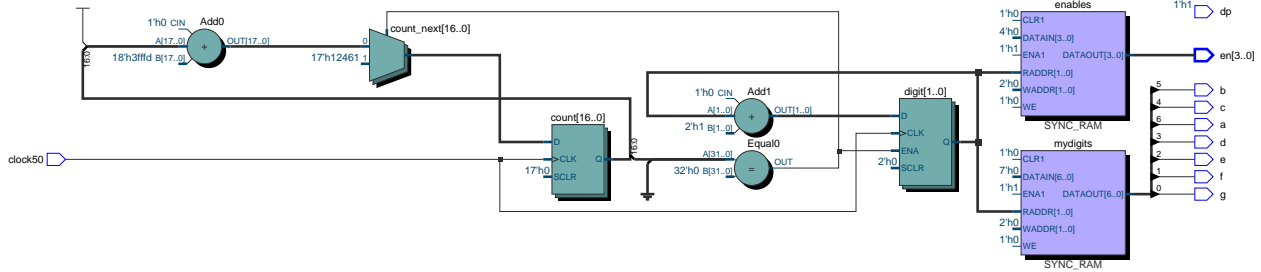 Add0
1'h0 CIN
A[17..0]
OUT[17..0]
18'h3fffd B[17..0]
+
16:0
count_next[16..0]
0
17'h12461 1
count[16..0]
D
>CLK
Q
17'h0
SCLR
clock50
16:0
Add1
1'h0 CIN
A[1..0]
OUT[1..0]
2'h1 B[1..0]
+
Equal0
A[31..0]
OUT
32'h0 B[31..0]
=
digit[1..0]
D
>CLK
ENA
Q
2'h0
SCLR
enables
1'h0
CLR1
4'h0
DATAIN[3..0]
1'h1
ENA1
DATAOUT[3..0]
RADDR[1..0]
2'h0
WADDR[1..0]
1'h0
WE
SYNC_RAM
mydigits
1'h0
CLR1
7'h0
DATAIN[6..0]
1'h1
ENA1
DATAOUT[6..0]
RADDR[1..0]
2'h0
WADDR[1..0]
1'h0
WE
SYNC_RAM
1'h1
dp
en[3..0]
5
b
4
c
6
a
3
d
2
e
1
f
0
g